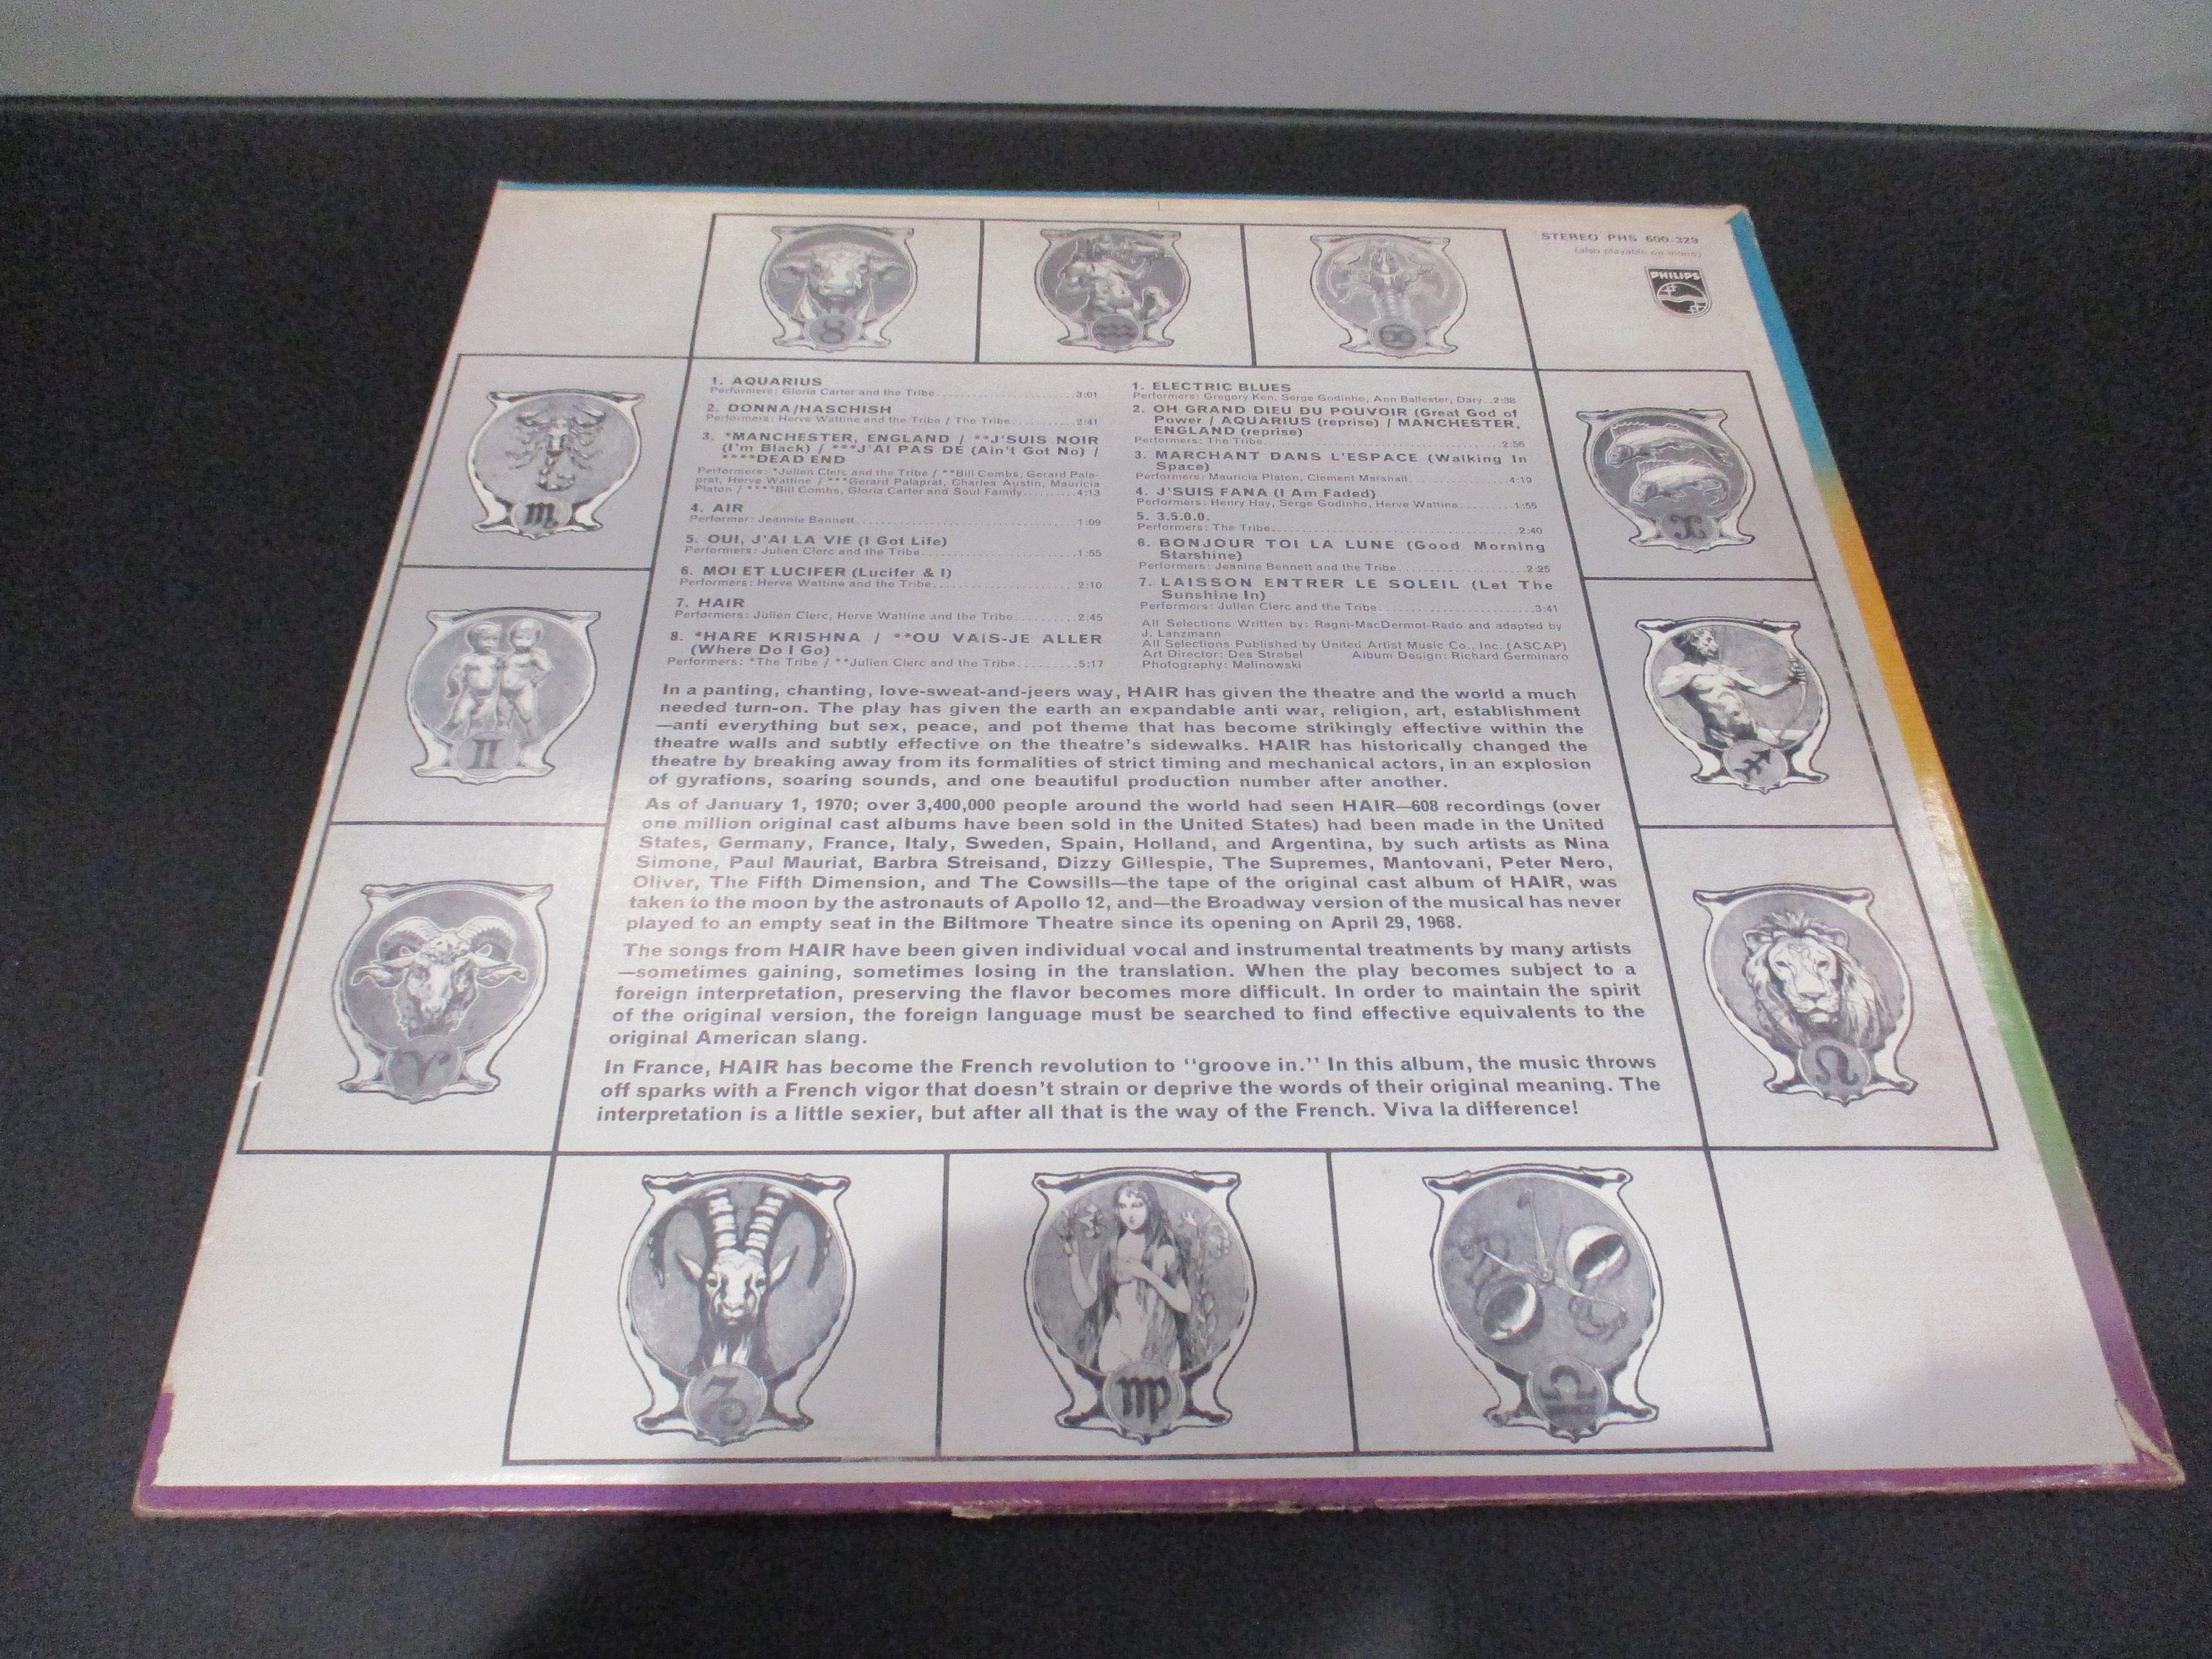 STEREO PHS 600-329
(also playable on mono)
PHILIPS
1. AQUARIUS
Performers: Gloria Carter and the Tribe 3:01
2. DONNA/HASCHISH
Performers: Herve Wattine and the Tribe / The Tribe 2:41
3. *MANCHESTER, ENGLAND / **J'SUIS NOIR
(I'm Black) / ***J'AI PAS DE (Ain't Got No) /
****DEAD END
Performers: *Julien Clerc and the Tribe / **Bill Combs, Gerard Pala-
prat, Herve Wattine / ***Gerard Palaprat, Charles Austin, Mauricia
Platon / ****Bill Combs, Gloria Carter and Soul Family 4:13
4. AIR
Performer: Jeannie Bennett 1:09
5. OUI, J'AI LA VIE (I Got Life)
Performers: Julien Clerc and the Tribe 1:55
6. MOI ET LUCIFER (Lucifer & I)
Performers: Herve Wattine and the Tribe 2:10
7. HAIR
Performers: Julien Clerc, Herve Wattine and the Tribe 2:45
8. *HARE KRISHNA / **OU VAIS-JE ALLER
(Where Do I Go)
Performers: *The Tribe / **Julien Clerc and the Tribe 5:17
1. ELECTRIC BLUES
Performers: Gregory Ken, Serge Godinho, Ann Ballester, Dary 2:38
2. OH GRAND DIEU DU POUVOIR (Great God of
Power / AQUARIUS (reprise) / MANCHESTER,
ENGLAND (reprise)
Performers: The Tribe 2:56
3. MARCHANT DANS L'ESPACE (Walking In
Space)
Performers: Mauricia Platon, Clement Marshall 4:19
4. J'SUIS FANA (I Am Faded)
Performers: Henry Hay, Serge Godinho, Herve Wattine 1:55
5. 3.5.0.0.
Performers: The Tribe 2:40
6. BONJOUR TOI LA LUNE (Good Morning
Starshine)
Performers: Jeanine Bennett and the Tribe 2:25
7. LAISSON ENTRER LE SOLEIL (Let The
Sunshine In)
Performers: Julien Clerc and the Tribe 3:41
All Selections Written by: Ragni-MacDermot-Rado and adapted by
J. Lanzmann
All Selections Published by United Artist Music Co., Inc. (ASCAP)
Art Director: Des Strobel Album Design: Richard Germinaro
Photography: Malinowski
In a panting, chanting, love-sweat-and-jeers way, HAIR has given the theatre and the world a much
needed turn-on. The play has given the earth an expandable anti war, religion, art, establishment
—anti everything but sex, peace, and pot theme that has become strikingly effective within the
theatre walls and subtly effective on the theatre's sidewalks. HAIR has historically changed the
theatre by breaking away from its formalities of strict timing and mechanical actors, in an explosion
of gyrations, soaring sounds, and one beautiful production number after another.
As of January 1, 1970; over 3,400,000 people around the world had seen HAIR—608 recordings (over
one million original cast albums have been sold in the United States) had been made in the United
States, Germany, France, Italy, Sweden, Spain, Holland, and Argentina, by such artists as Nina
Simone, Paul Mauriat, Barbra Streisand, Dizzy Gillespie, The Supremes, Mantovani, Peter Nero,
Oliver, The Fifth Dimension, and The Cowsills—the tape of the original cast album of HAIR, was
taken to the moon by the astronauts of Apollo 12, and—the Broadway version of the musical has never
played to an empty seat in the Biltmore Theatre since its opening on April 29, 1968.
The songs from HAIR have been given individual vocal and instrumental treatments by many artists
—sometimes gaining, sometimes losing in the translation. When the play becomes subject to a
foreign interpretation, preserving the flavor becomes more difficult. In order to maintain the spirit
of the original version, the foreign language must be searched to find effective equivalents to the
original American slang.
In France, HAIR has become the French revolution to "groove in." In this album, the music throws
off sparks with a French vigor that doesn't strain or deprive the words of their original meaning. The
interpretation is a little sexier, but after all that is the way of the French. Viva la difference!